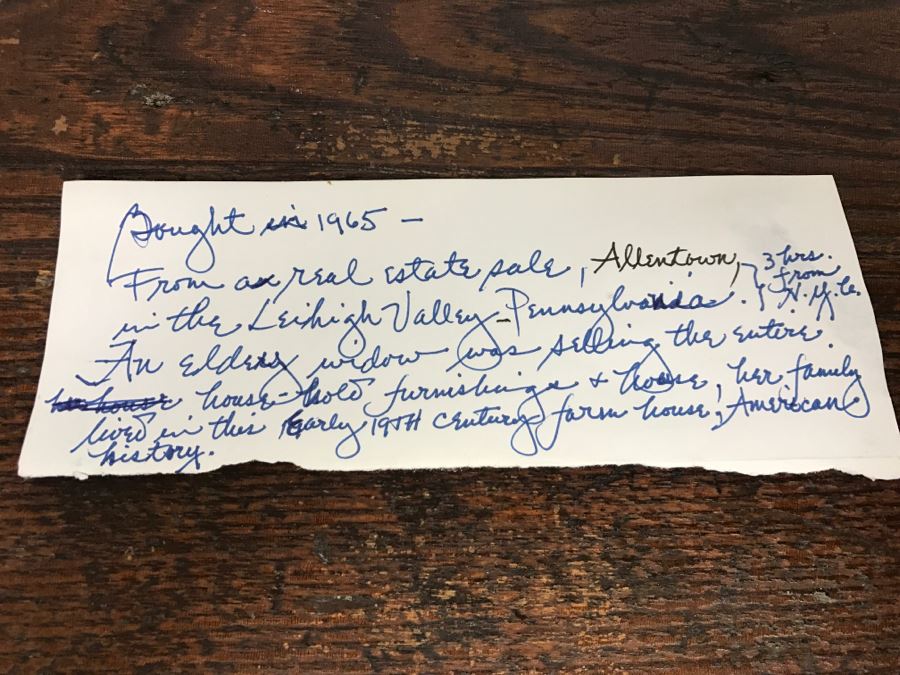 Bought in 1965 –
From a real estate sale, Allentown, } 3 hrs. from N.Y.C.
in the Leihigh Valley – Pennsylvania.
An eldery widow was selling the entire
house-hold furnishings & house, her family
lived in this early 19TH century farm house, American
history.